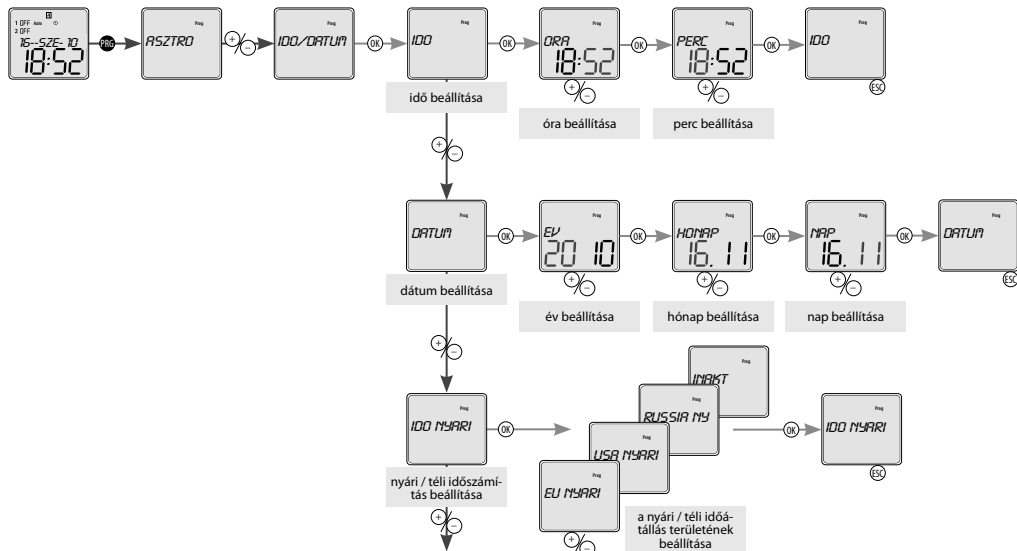 1 OFF Auto
2 OFF
16--SZE- 10
18:52
PRG
Prog
ASZTRO
+/-
Prog
IDO/DATUM
OK
Prog
IDO
OK
Prog
ORA
18:52
+/-
OK
Prog
PERC
18:52
+/-
OK
Prog
IDO
ESC
idő beállítása
óra beállítása
perc beállítása
+/-
Prog
DATUM
OK
Prog
EV
20 10
+/-
OK
Prog
HONAP
16. 11
+/-
OK
Prog
NAP
16. 11
+/-
OK
Prog
DATUM
ESC
dátum beállítása
év beállítása
hónap beállítása
nap beállítása
+/-
Prog
IDO NYARI
OK
Prog
INAKT
Prog
RUSSIA NY
Prog
USA NYARI
Prog
EU NYARI
+/-
OK
Prog
IDO NYARI
ESC
nyári / téli időszámí-
tás beállítása
+/-
a nyári / téli időá-
tállás területének
beállítása